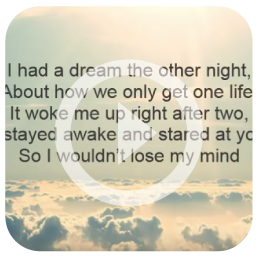 I had a dream the other night,
About how we only get one life
It woke me up right after two,
stayed awake and stared at yo
So I wouldn't lose my mind